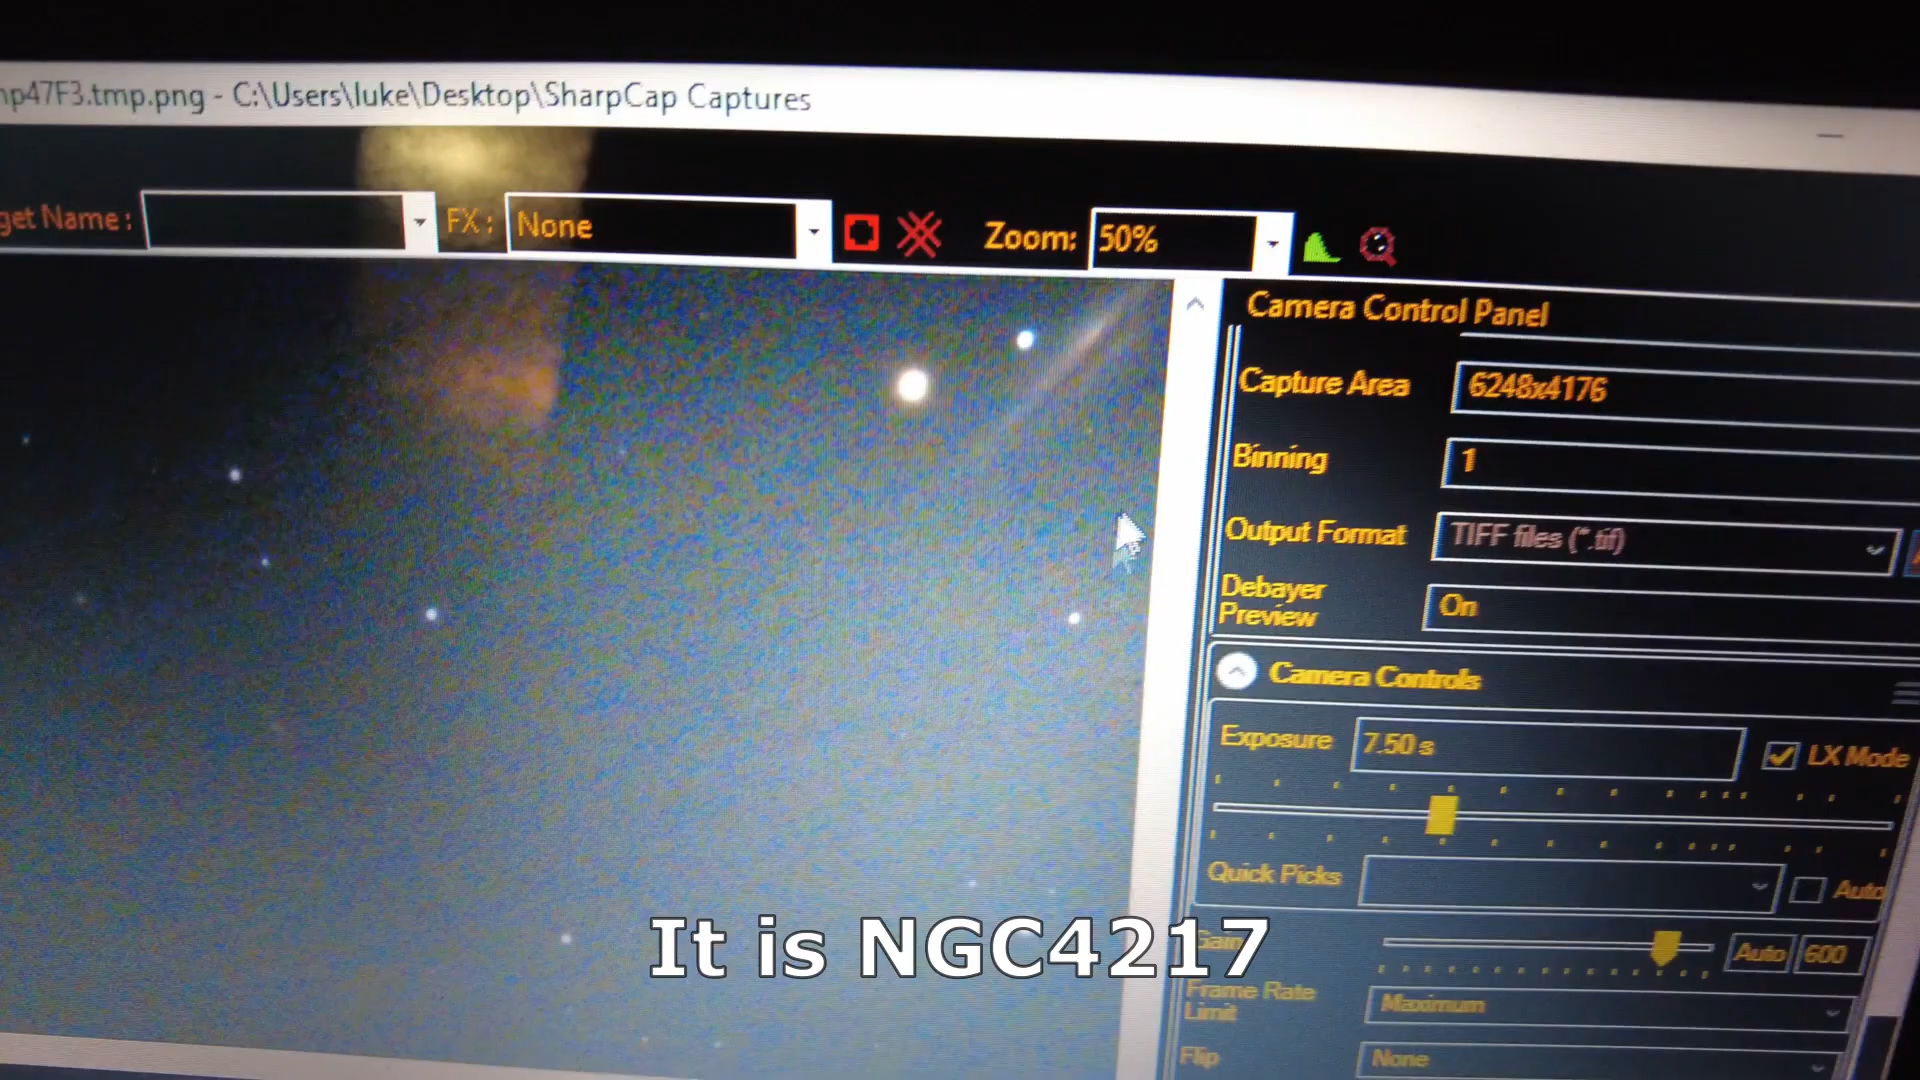 mp47F3.tmp.png - C:\Users\luke\Desktop\SharpCap Captures
get Name :
FX : None
Zoom: 50%
Camera Control Panel
Capture Area 6248x4176
Binning 1
Output Format TIFF files (*.tif)
Debayer
Preview On
Camera Controls
Exposure 7.50 s LX Mode
Quick Picks Auto
Gain Auto 600
Frame Rate
Limit Maximum
Flip None
It is NGC4217